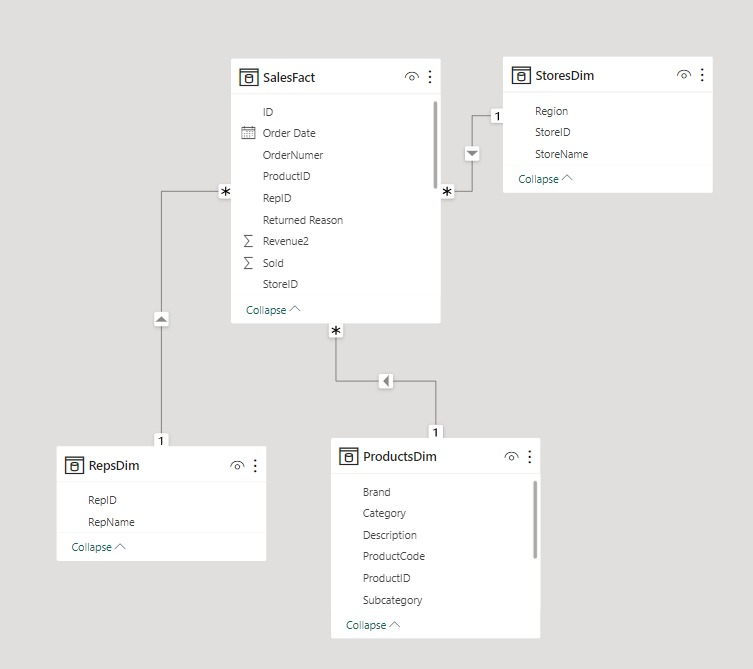 SalesFact
ID
Order Date
OrderNumer
ProductID
RepID
Returned Reason
Revenue2
Sold
StoreID
Collapse
StoresDim
Region
StoreID
StoreName
Collapse
*
1
*
*
1
1
RepsDim
RepID
RepName
Collapse
ProductsDim
Brand
Category
Description
ProductCode
ProductID
Subcategory
Collapse